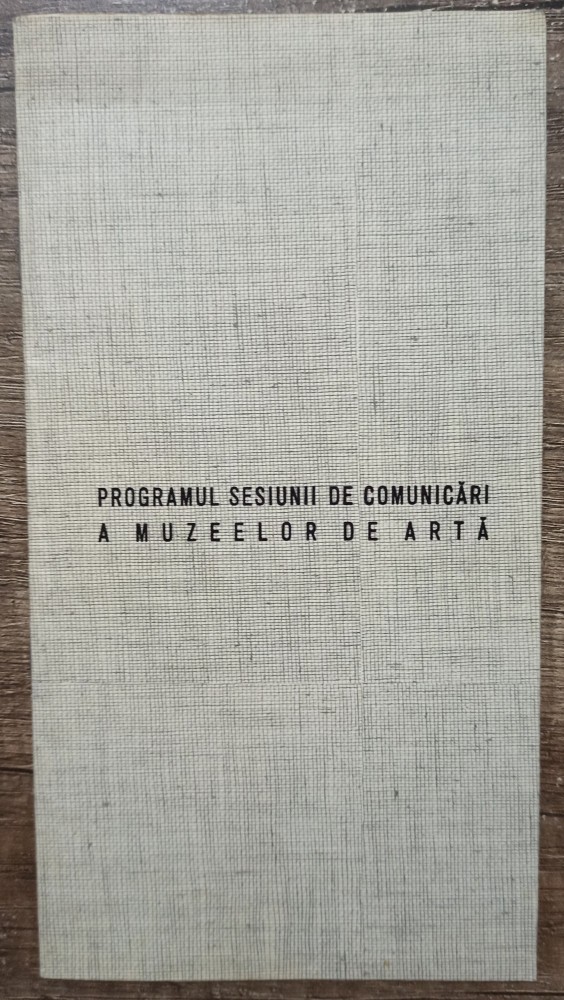 PROGRAMUL SESIUNII DE COMUNICĂRI
A MUZEELOR DE ARTĂ